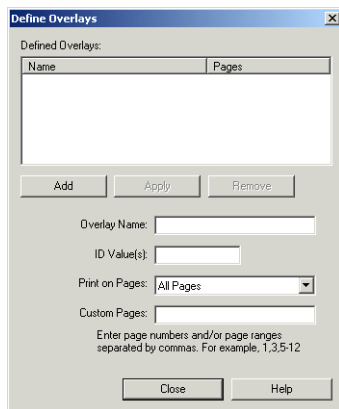 Define Overlays
Defined Overlays:
Name Pages
Add Apply Remove
Overlay Name:
ID Value(s):
Print on Pages: All Pages
Custom Pages:
Enter page numbers and/or page ranges
separated by commas. For example, 1,3,5-12
Close Help